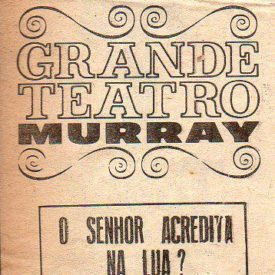 GRANDE
TEATRO
MURRAY
O SENHOR ACREDITA
NA LUA?